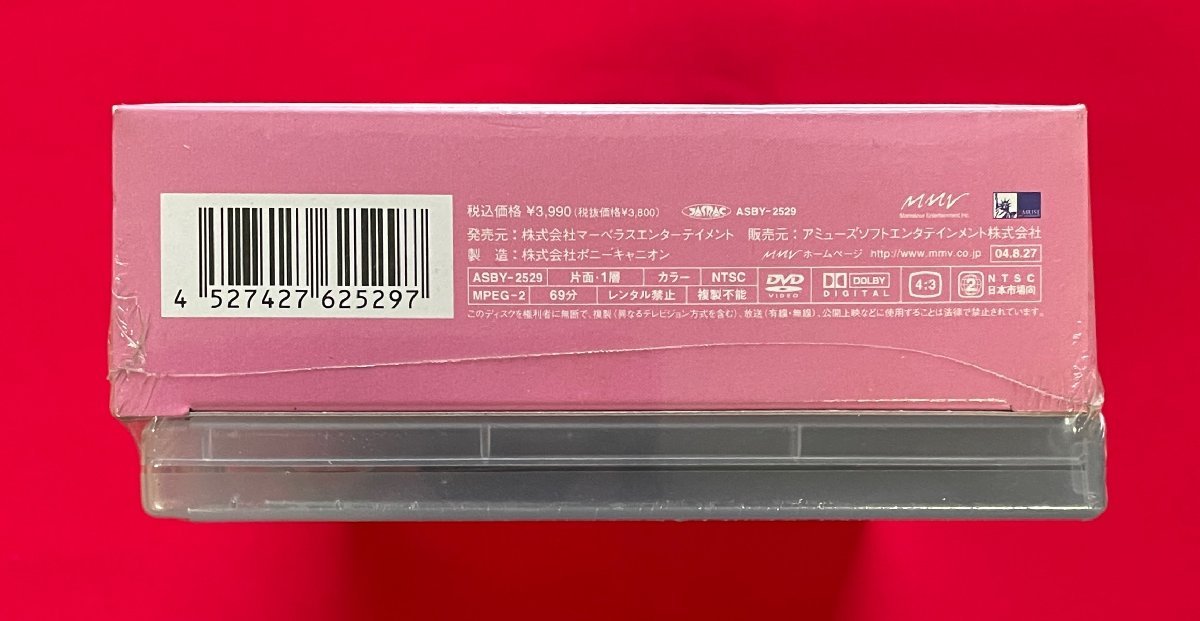 4 527427 625297
税込価格 ¥3,990(税抜価格¥3,800) JASRAC ASBY-2529
MMV
Marvelous Entertainment Inc.
発売元：株式会社マーベラスエンターテイメント 販売元：アミューズソフトエンタテインメント株式会社
製 造：株式会社ポニーキャニオン MMV ホームページ http://www.mmv.co.jp 04.8.27
ASBY-2529 片面・1層 カラー NTSC DVD VIDEO DOLBY DIGITAL 4:3 2 NTSC 日本市場向
MPEG-2 69分 レンタル禁止 複製不能
このディスクを権利者に無断で、複製(異なるテレビジョン方式を含む)、放送(有線・無線)、公開上映などに使用することは法律で禁止されています。